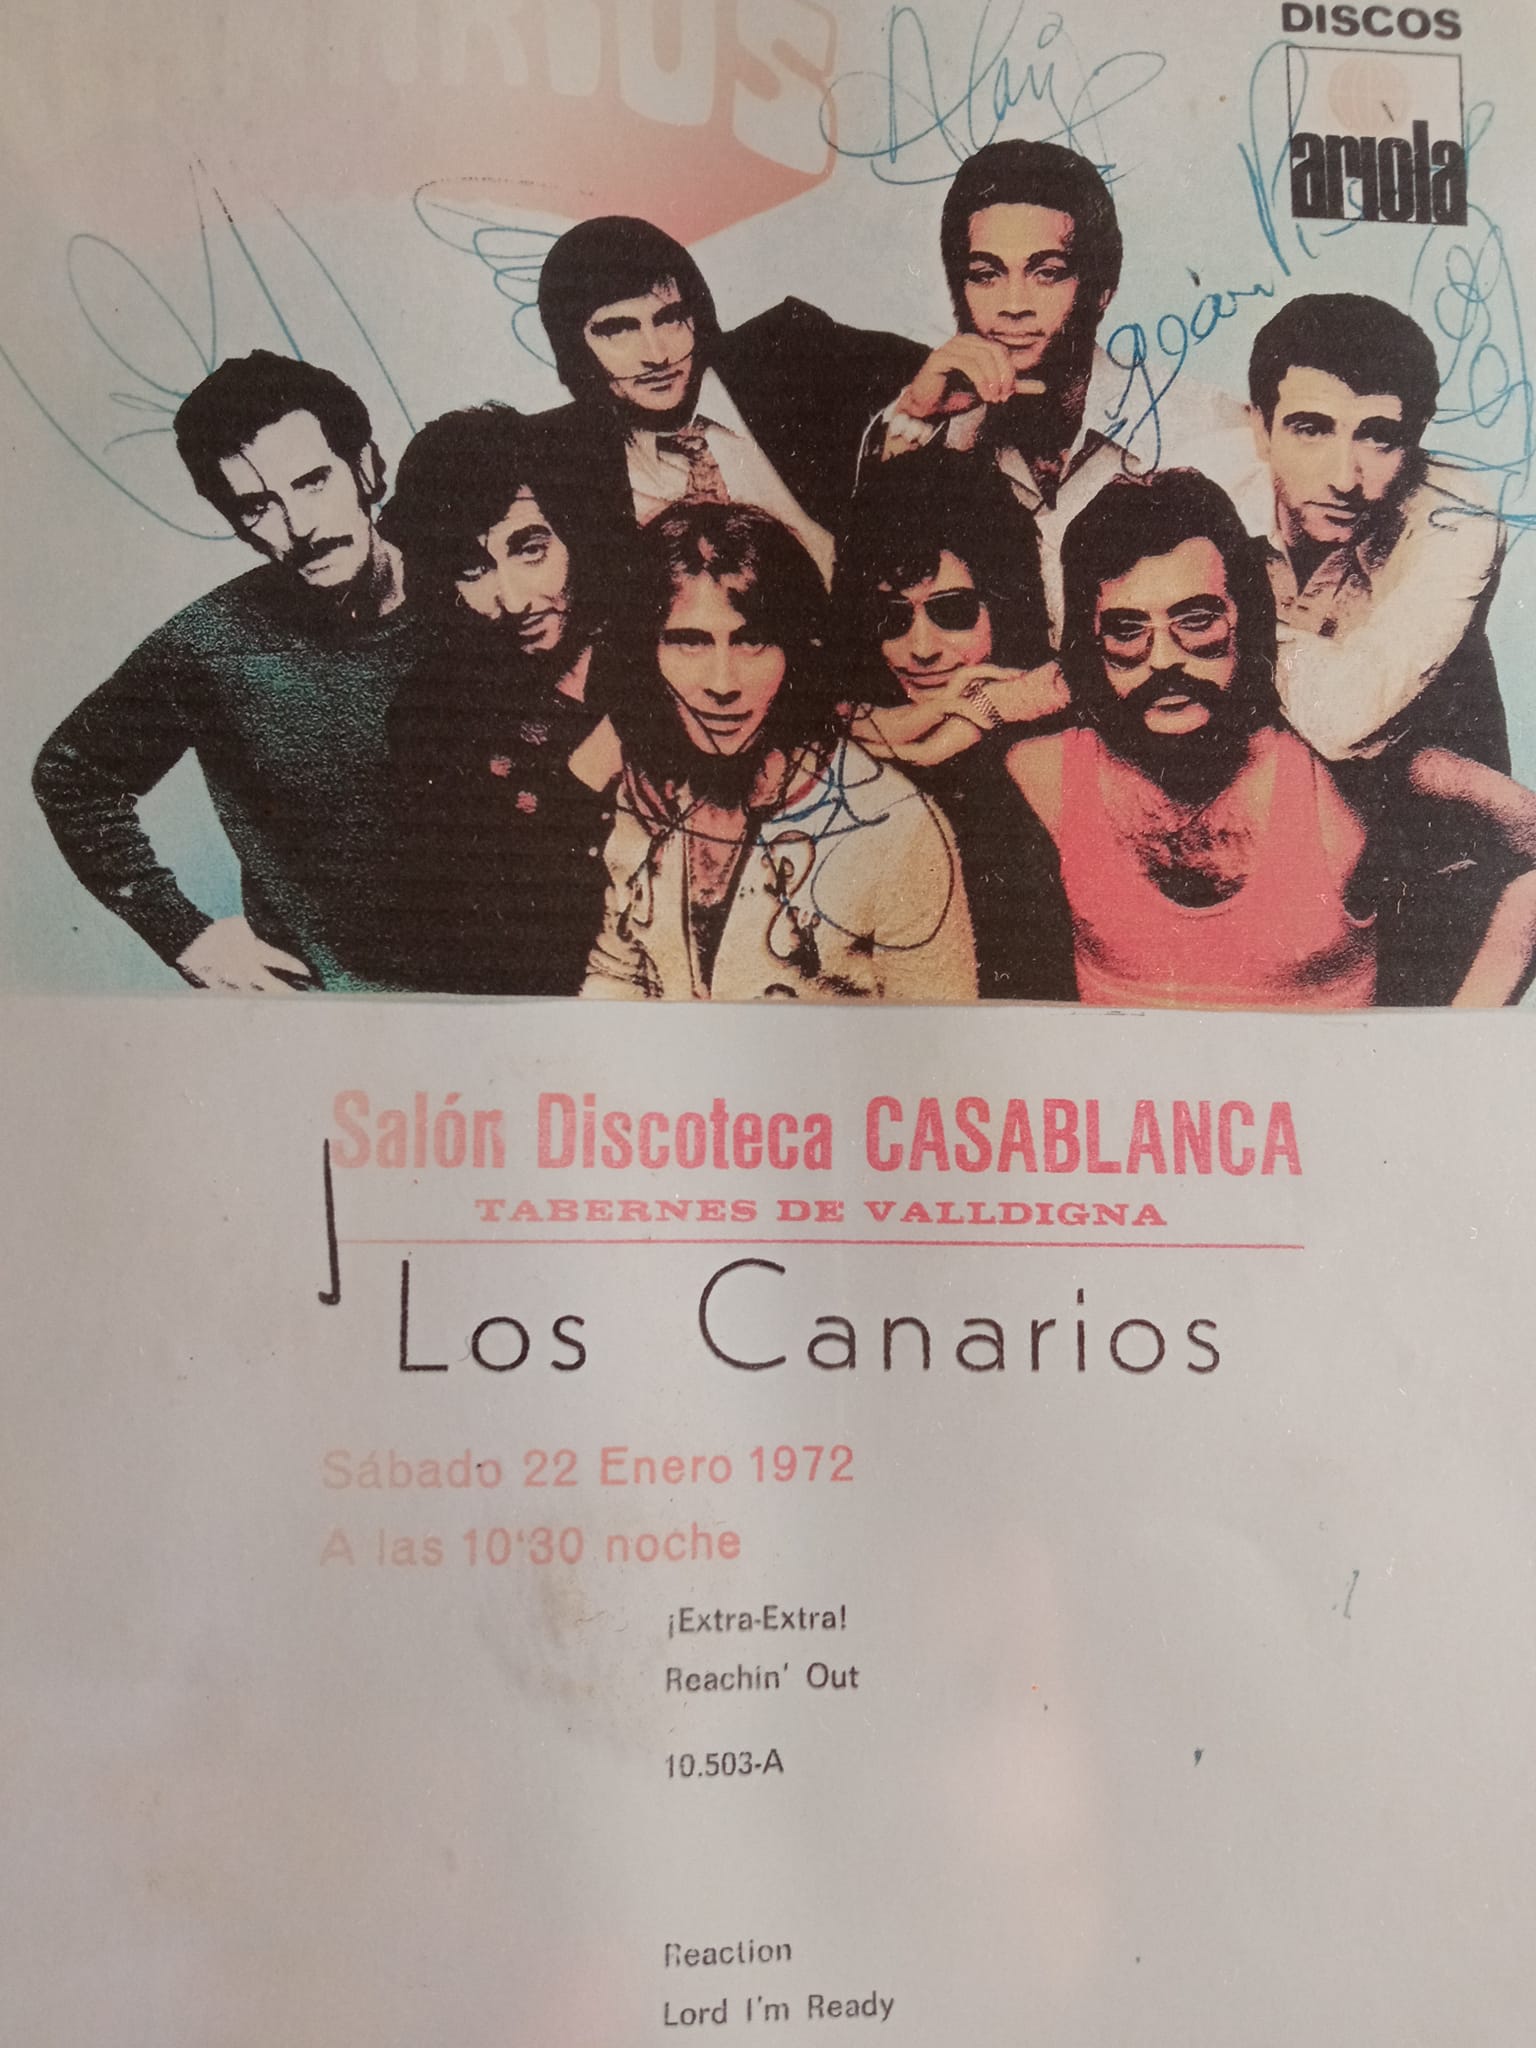 DISCOS
ariola
Alain
Salón Discoteca CASABLANCA
TABERNES DE VALLDIGNA
Los Canarios
Sábado 22 Enero 1972
A las 10'30 noche
¡Extra-Extra!
Reachin' Out
10.503-A
Reaction
Lord I'm Ready